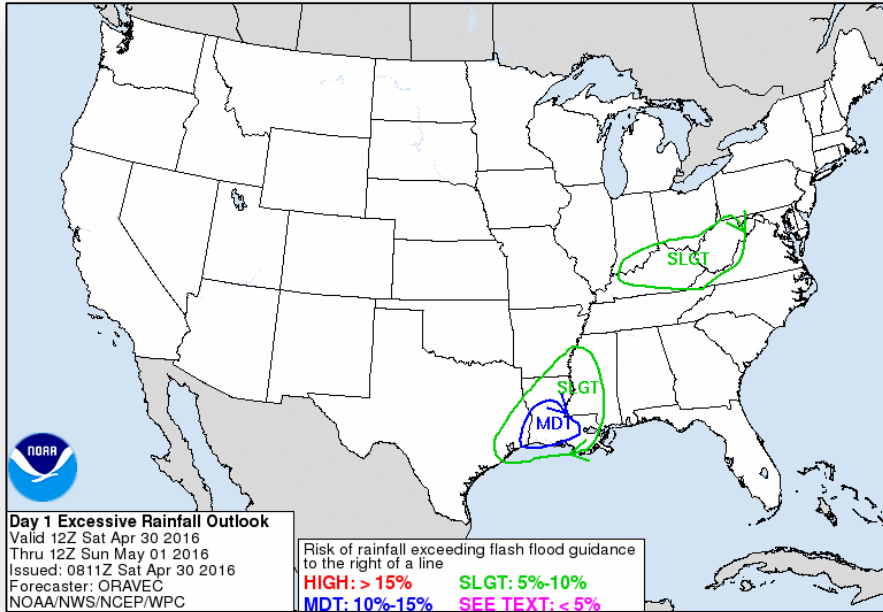 SLGT
SLGT
MDT
NOAA
Day 1 Excessive Rainfall Outlook
Valid 12Z Sat Apr 30 2016
Thru 12Z Sun May 01 2016
Issued: 0811Z Sat Apr 30 2016
Forecaster: ORAVEC
NOAA/NWS/NCEP/WPC
Risk of rainfall exceeding flash flood guidance
to the right of a line
HIGH: > 15% SLGT: 5%-10%
MDT: 10%-15% SEE TEXT: < 5%